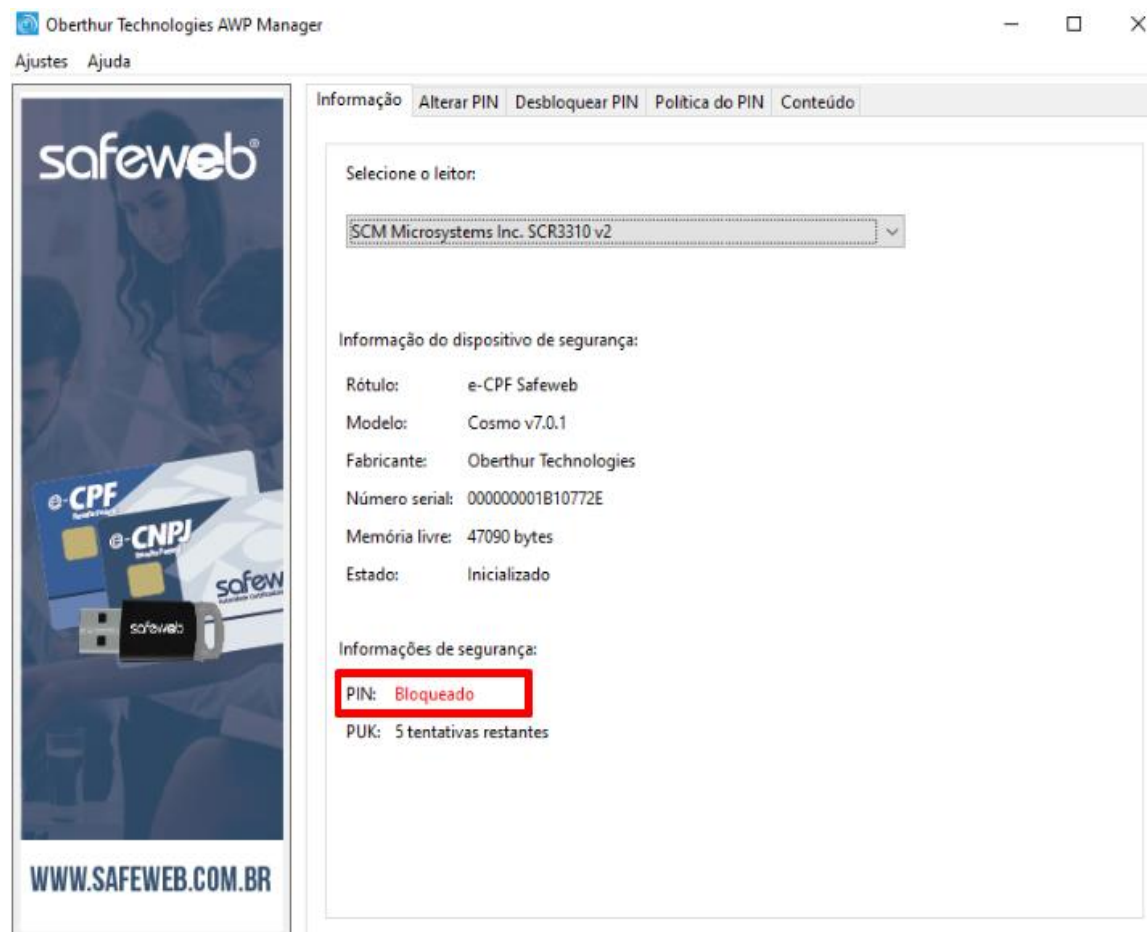 Oberthur Technologies AWP Manager
Ajustes Ajuda
Informação Alterar PIN Desbloquear PIN Política do PIN Conteúdo
safeweb
Selecione o leitor:
SCM Microsystems Inc. SCR3310 v2
Informação do dispositivo de segurança:
Rótulo: e-CPF Safeweb
Modelo: Cosmo v7.0.1
Fabricante: Oberthur Technologies
Número serial: 000000001B10772E
Memória livre: 47090 bytes
Estado: Inicializado
e-CPF
e-CNPJ
safew
safeweb
Informações de segurança:
PIN: Bloqueado
PUK: 5 tentativas restantes
WWW.SAFEWEB.COM.BR